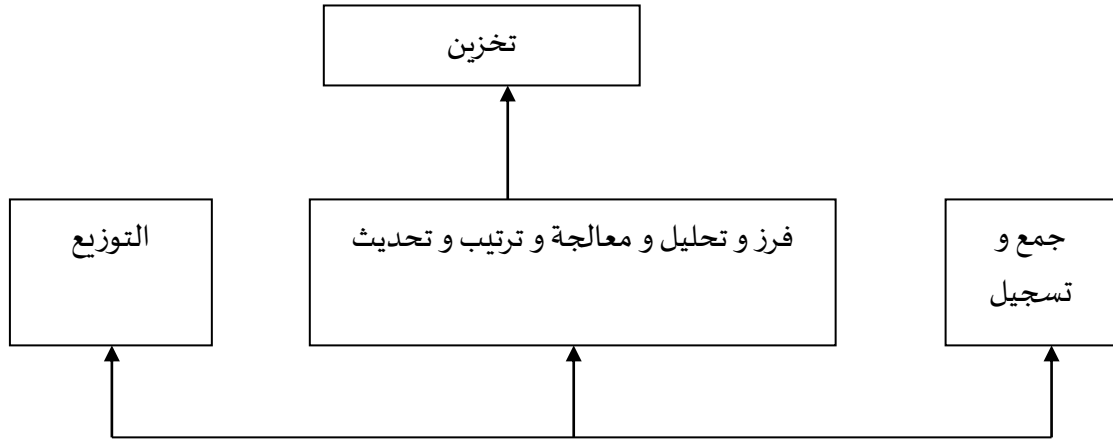 تخزين
جمع و
تسجيل
فرز و تحليل و معالجة و ترتيب و تحديث
التوزيع